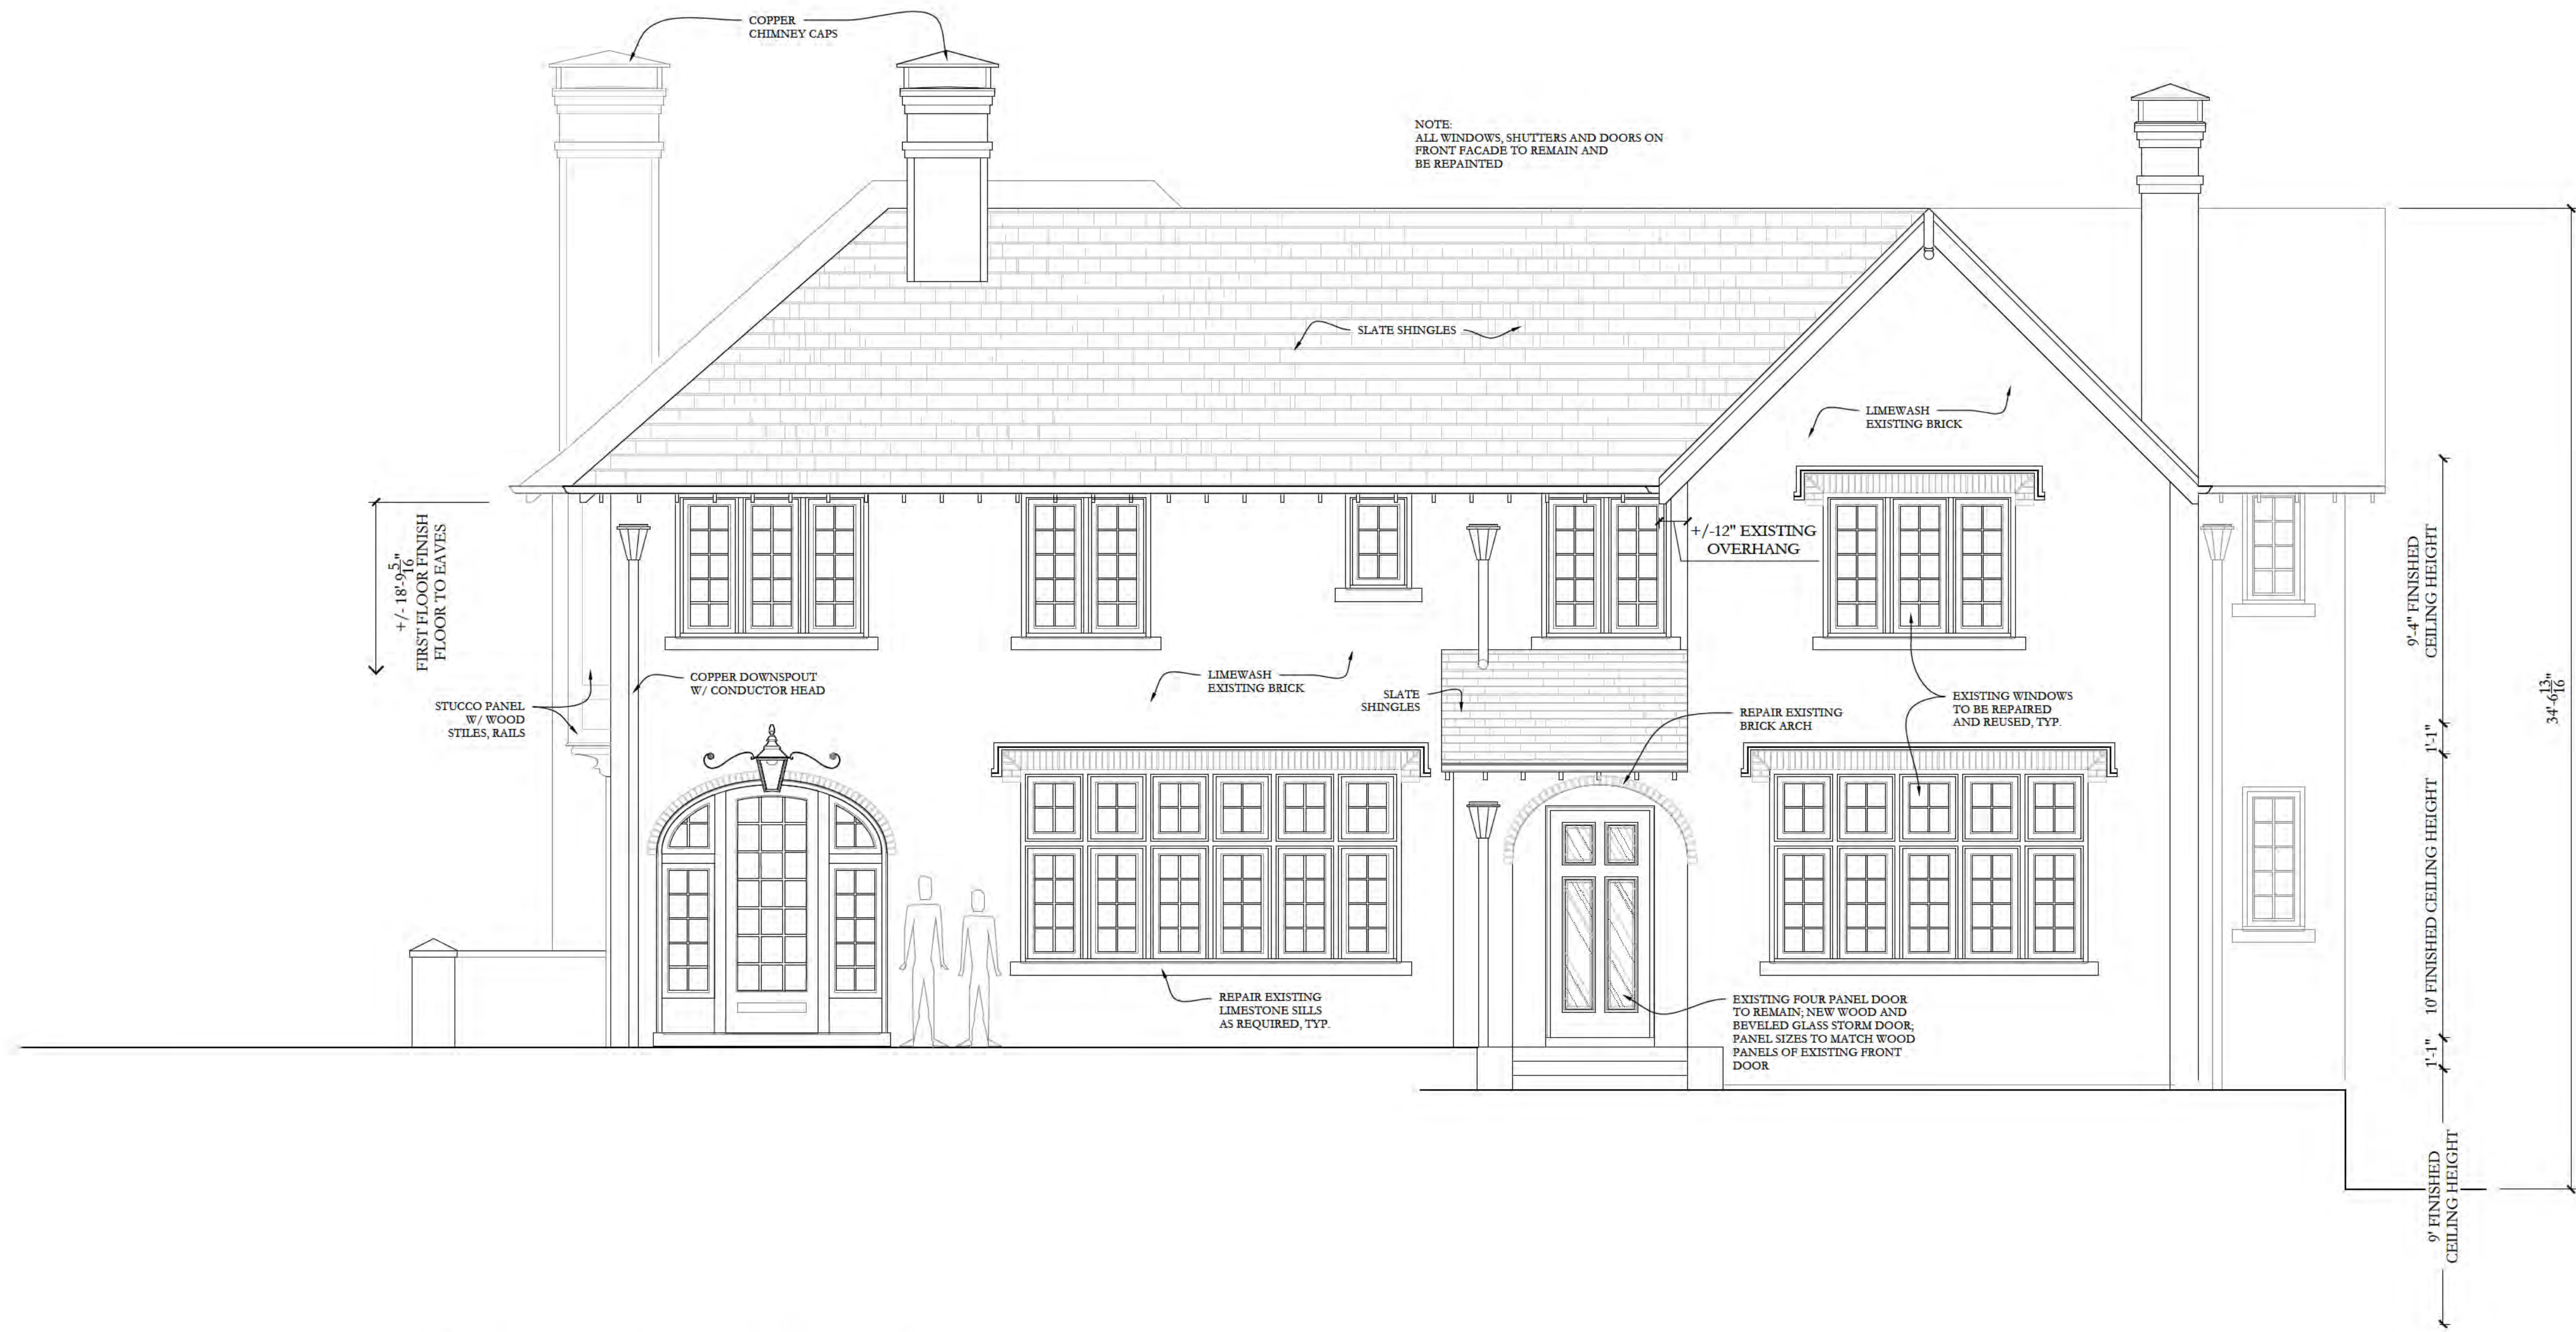 COPPER
CHIMNEY CAPS
NOTE:
ALL WINDOWS, SHUTTERS AND DOORS ON
FRONT FACADE TO REMAIN AND
BE REPAINTED
SLATE SHINGLES
LIMEWASH
EXISTING BRICK
+/- 18'-9 5/16"
FIRST FLOOR FINISH
FLOOR TO EAVES
+/-12" EXISTING
OVERHANG
9'-4" FINISHED
CEILING HEIGHT
COPPER DOWNSPOUT
W/ CONDUCTOR HEAD
LIMEWASH
EXISTING BRICK
SLATE
SHINGLES
STUCCO PANEL
W/ WOOD
STILES, RAILS
REPAIR EXISTING
BRICK ARCH
EXISTING WINDOWS
TO BE REPAIRED
AND REUSED, TYP.
34'-6 13/16"
1'-1"
10' FINISHED CEILING HEIGHT
REPAIR EXISTING
LIMESTONE SILLS
AS REQUIRED, TYP.
EXISTING FOUR PANEL DOOR
TO REMAIN; NEW WOOD AND
BEVELED GLASS STORM DOOR;
PANEL SIZES TO MATCH WOOD
PANELS OF EXISTING FRONT
DOOR
1'-1"
9' FINISHED
CEILING HEIGHT